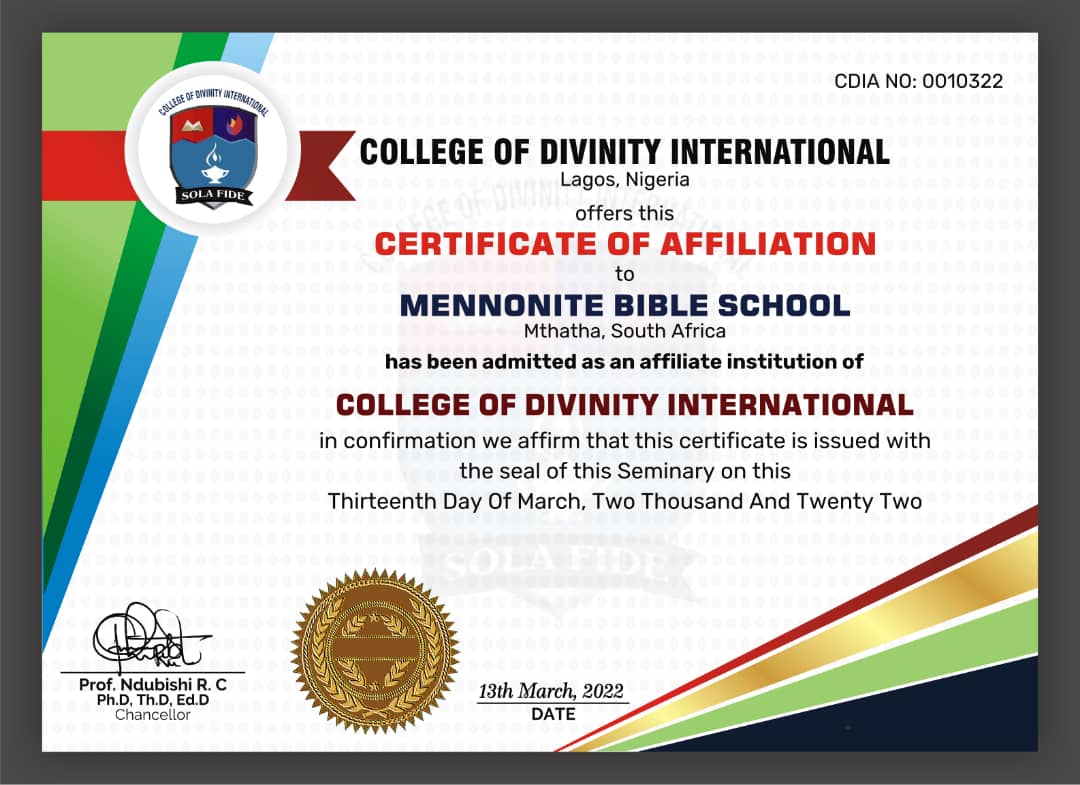 COLLEGE OF DIVINITY INTERNATIONAL
SOLA FIDE
CDIA NO: 0010322
COLLEGE OF DIVINITY INTERNATIONAL
Lagos, Nigeria
offers this
CERTIFICATE OF AFFILIATION
to
MENNONITE BIBLE SCHOOL
Mthatha, South Africa
has been admitted as an affiliate institution of
COLLEGE OF DIVINITY INTERNATIONAL
in confirmation we affirm that this certificate is issued with
the seal of this Seminary on this
Thirteenth Day Of March, Two Thousand And Twenty Two
COLLEGE OF DIVINITY INTERNATIONAL
SOLA FIDE
Prof. Ndubishi R. C
Ph.D, Th.D, Ed.D
Chancellor
13th March, 2022
DATE